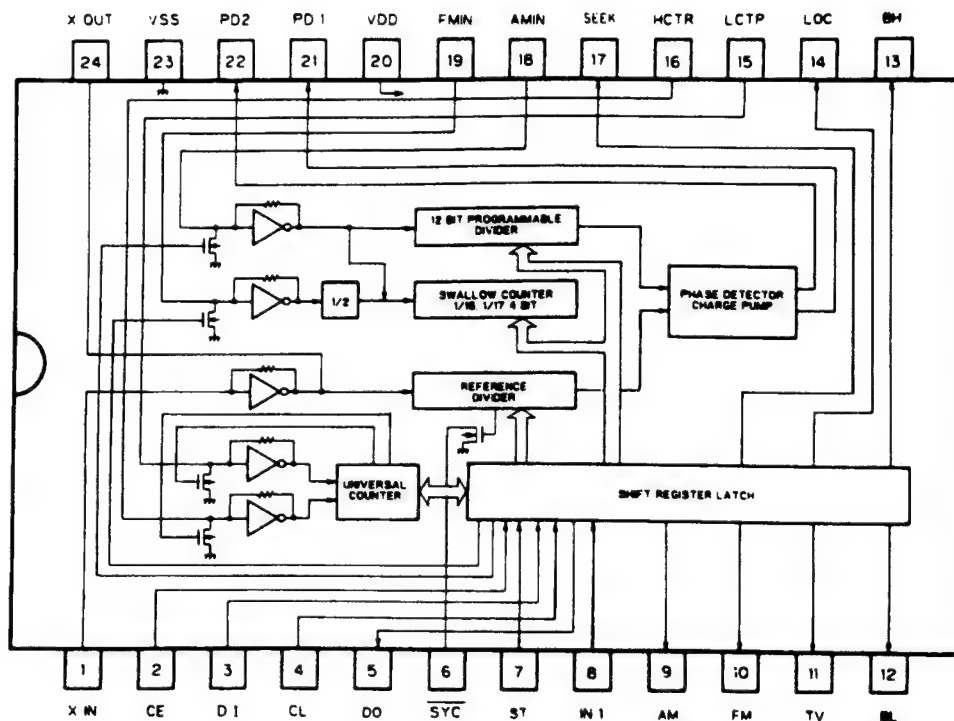 X OUT VSS PD2 PD1 VDD FMIN AMIN SEEK HCTR LCTP LOC BH
24 23 22 21 20 19 18 17 16 15 14 13
12 BIT PROGRAMMABLE
DIVIDER
1/2
SWALLOW COUNTER
1/16, 1/17 4 BIT
PHASE DETECTOR
CHARGE PUMP
REFERENCE
DIVIDER
UNIVERSAL
COUNTER
SHIFT REGISTER LATCH
1 2 3 4 5 6 7 8 9 10 11 12
X IN CE D I CL DO SYC ST IN 1 AM FM TV BL